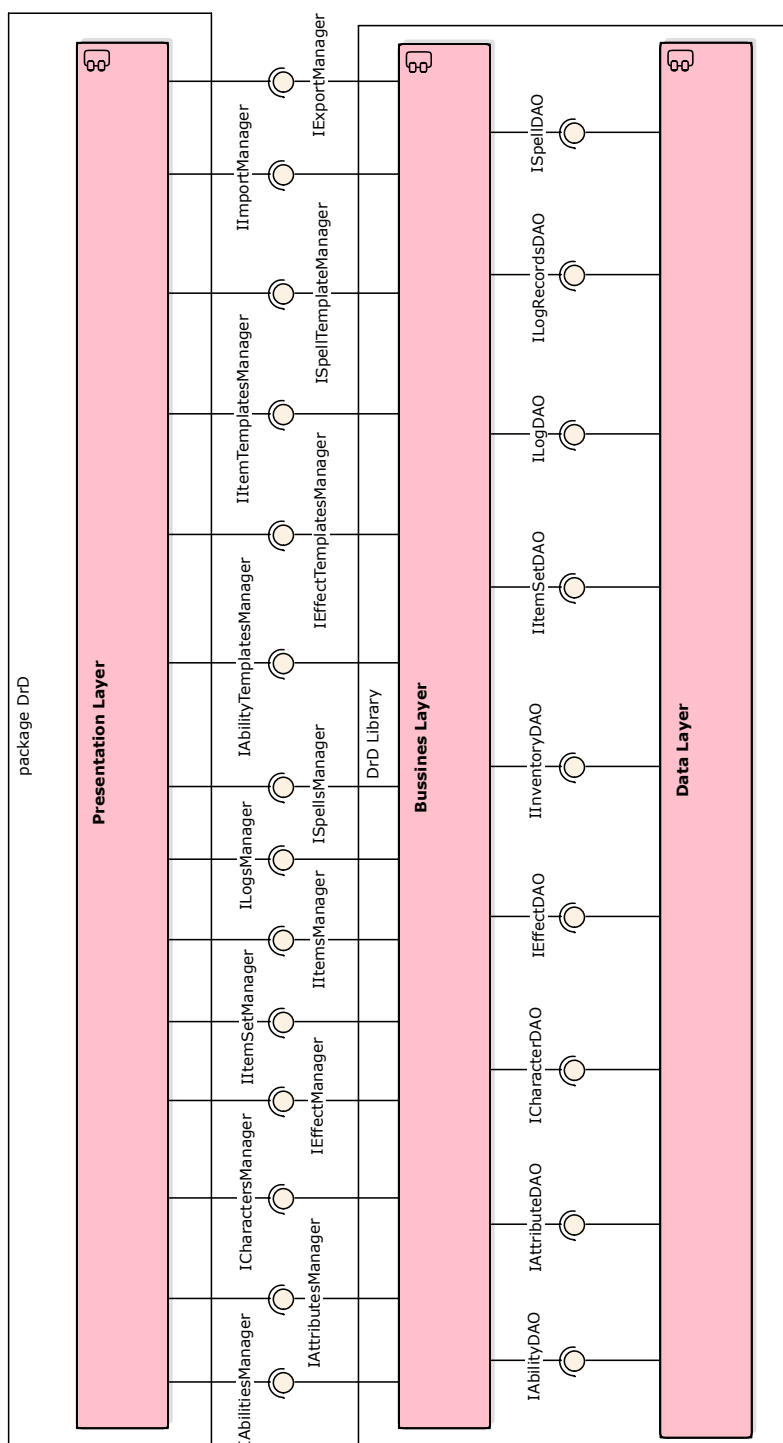 package DrD
Presentation Layer
IAbilitiesManager
IAttributesManager
ICharactersManager
IEffectManager
IItemSetManager
IItemsManager
ILogsManager
ISpellsManager
IAbilityTemplatesManager
IEffectTemplatesManager
IItemTemplatesManager
ISpellTemplateManager
IImportManager
IExportManager
DrD Library
Bussines Layer
IAbilityDAO
IAttributeDAO
ICharacterDAO
IEffectDAO
IInventoryDAO
IItemSetDAO
ILogDAO
ILogRecordsDAO
ISpellDAO
Data Layer